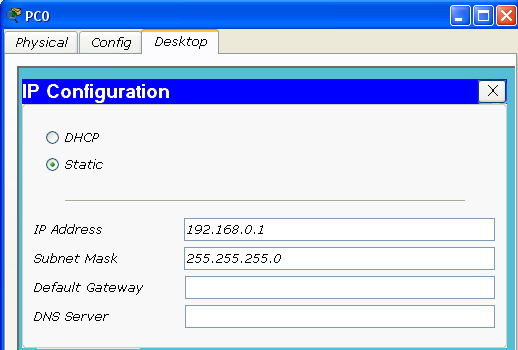 PC0
Physical Config Desktop
IP Configuration X
DHCP
Static
IP Address 192.168.0.1
Subnet Mask 255.255.255.0
Default Gateway
DNS Server